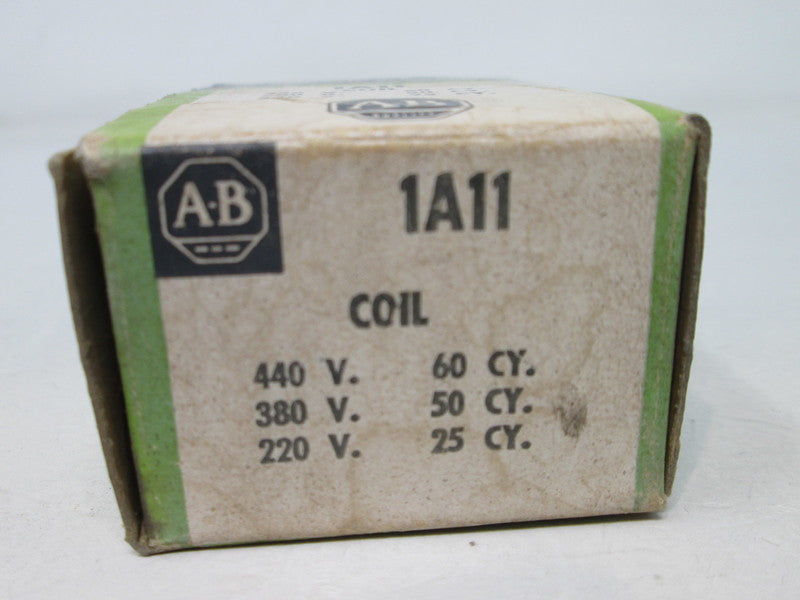 A-B
A-B
1A11
COIL
440 V. 60 CY.
380 V. 50 CY.
220 V. 25 CY.